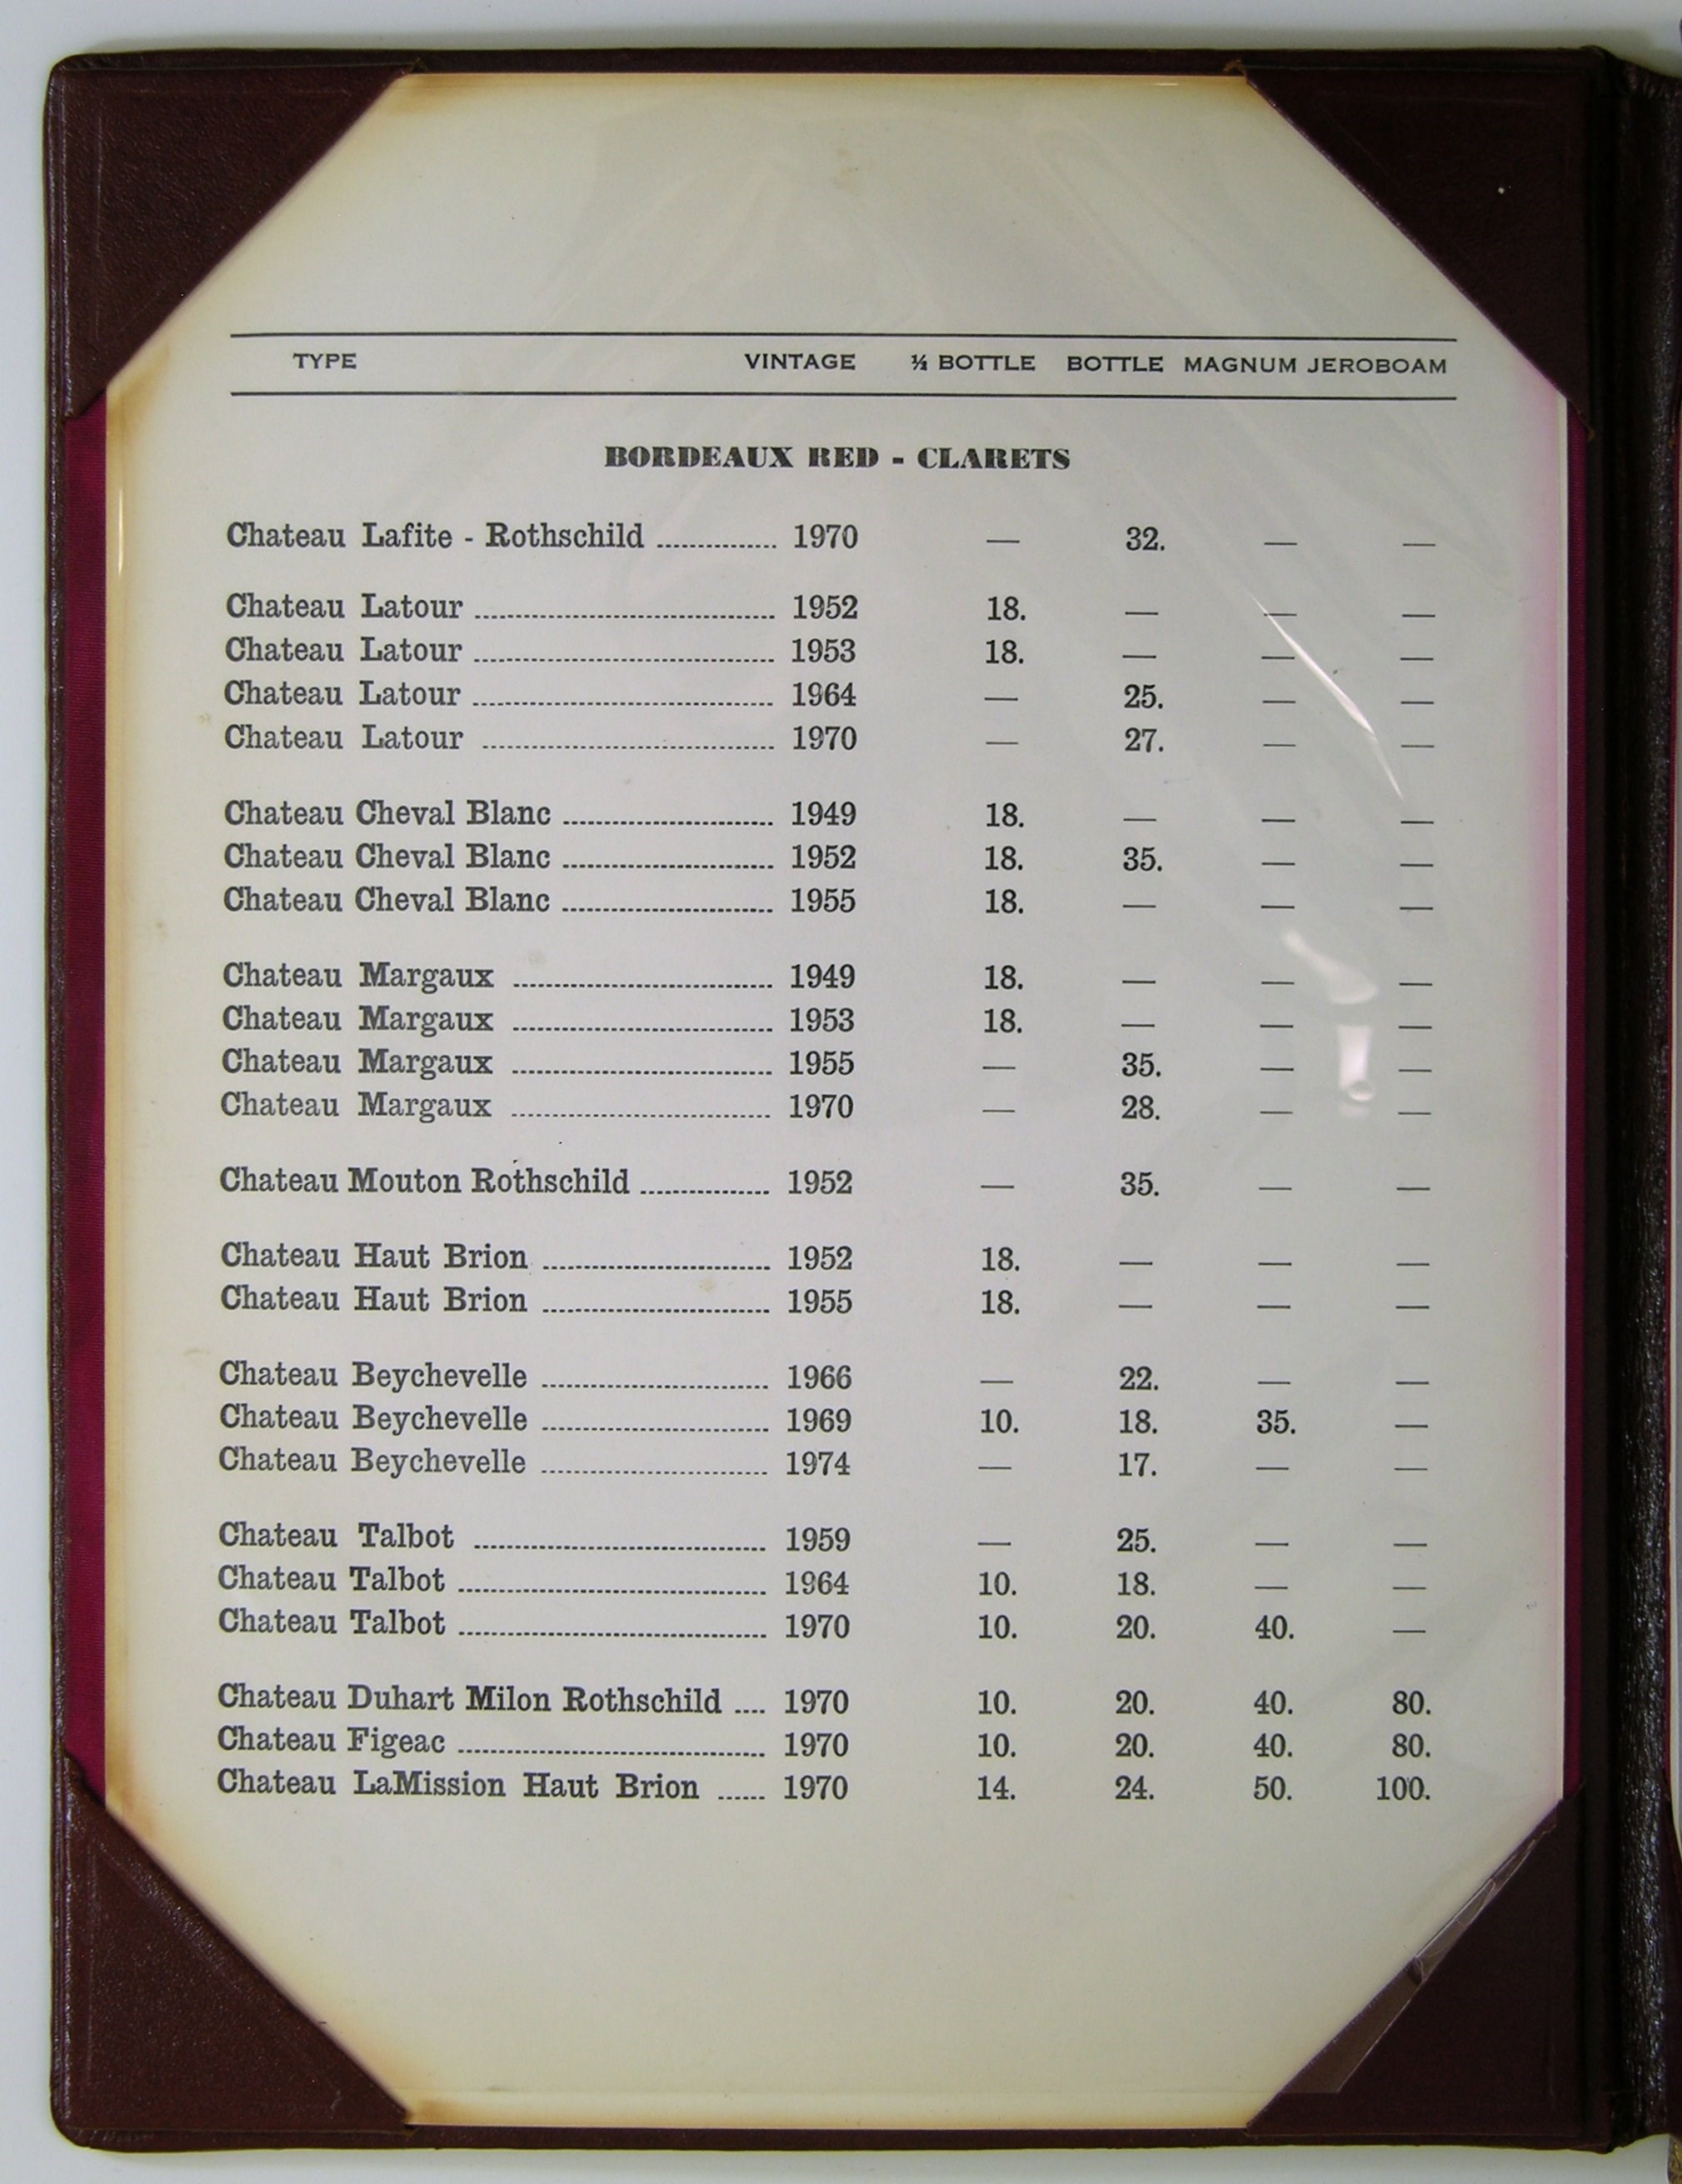 TYPE VINTAGE ½ BOTTLE BOTTLE MAGNUM JEROBOAM
BORDEAUX RED - CLARETS
Chateau Lafite - Rothschild .............. 1970 — 32. — —
Chateau Latour .............. 1952 18. — — —
Chateau Latour .............. 1953 18. — — —
Chateau Latour .............. 1964 — 25. — —
Chateau Latour .............. 1970 — 27. — —
Chateau Cheval Blanc .............. 1949 18. — — —
Chateau Cheval Blanc .............. 1952 18. 35. — —
Chateau Cheval Blanc .............. 1955 18. — — —
Chateau Margaux .............. 1949 18. — — —
Chateau Margaux .............. 1953 18. — — —
Chateau Margaux .............. 1955 — 35. — —
Chateau Margaux .............. 1970 — 28. — —
Chateau Mouton Rothschild .............. 1952 — 35. — —
Chateau Haut Brion .............. 1952 18. — — —
Chateau Haut Brion .............. 1955 18. — — —
Chateau Beychevelle .............. 1966 — 22. — —
Chateau Beychevelle .............. 1969 10. 18. 35. —
Chateau Beychevelle .............. 1974 — 17. — —
Chateau Talbot .............. 1959 — 25. — —
Chateau Talbot .............. 1964 10. 18. — —
Chateau Talbot .............. 1970 10. 20. 40. —
Chateau Duhart Milon Rothschild .... 1970 10. 20. 40. 80.
Chateau Figeac .............. 1970 10. 20. 40. 80.
Chateau LaMission Haut Brion ...... 1970 14. 24. 50. 100.